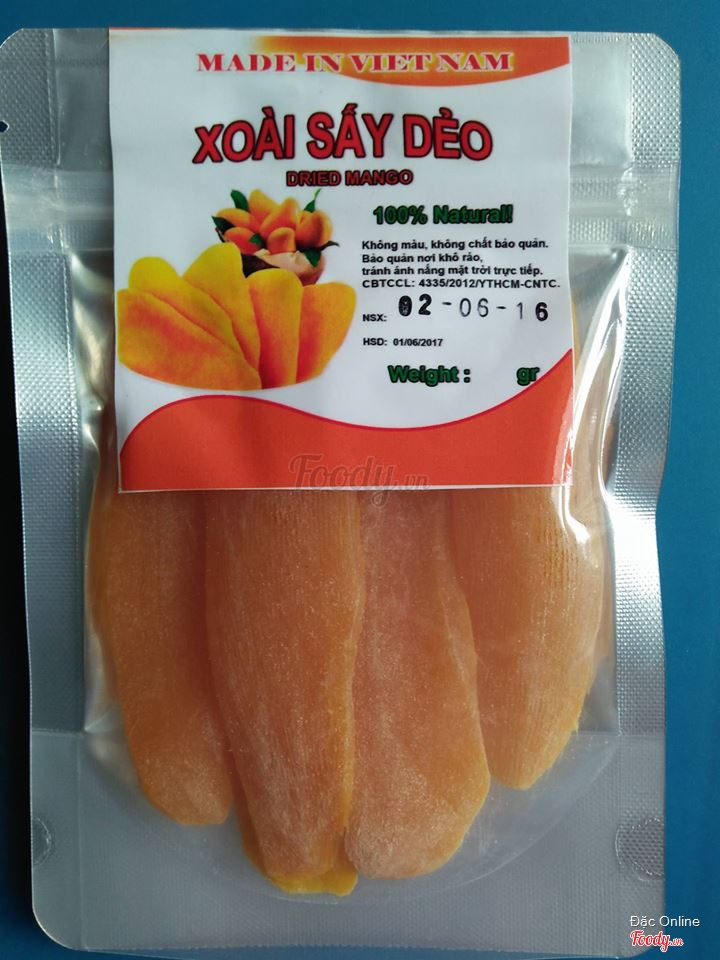 MADE IN VIET NAM
XOÀI SẤY DẺO
DRIED MANGO
100% Natural!
Không màu, không chất bảo quản.
Bảo quản nơi khô ráo,
tránh ánh nắng mặt trời trực tiếp.
CBTCCL: 4335/2012/YTHCM-CNTC.
NSX: 02-06-16
HSD: 01/06/2017
Weight : gr
Foody.vn
Đặc Online
Foody.vn